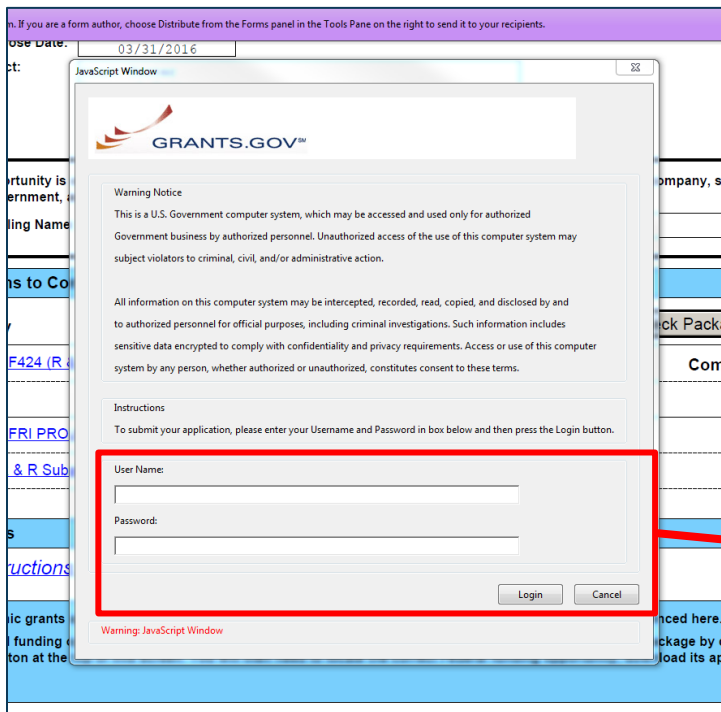 m. If you are a form author, choose Distribute from the Forms panel in the Tools Pane on the right to send it to your recipients.
ose Date:
03/31/2016
ct:
JavaScript Window
GRANTS.GOV℠
rtunity is
ompany, s
ernment, a
ling Name
Warning Notice
This is a U.S. Government computer system, which may be accessed and used only for authorized
Government business by authorized personnel. Unauthorized access of the use of this computer system may
subject violators to criminal, civil, and/or administrative action.
ns to Co
All information on this computer system may be intercepted, recorded, read, copied, and disclosed by and
to authorized personnel for official purposes, including criminal investigations. Such information includes
sensitive data encrypted to comply with confidentiality and privacy requirements. Access or use of this computer
system by any person, whether authorized or unauthorized, constitutes consent to these terms.
y
ck Packa
F424 (R &
Com
Instructions
To submit your application, please enter your Username and Password in box below and then press the Login button.
FRI PRO
& R Sub
User Name:
Password:
s
ructions
Login
Cancel
nic grants
nced here.
l funding o
ckage by c
ton at the
load its ap
Warning: JavaScript Window